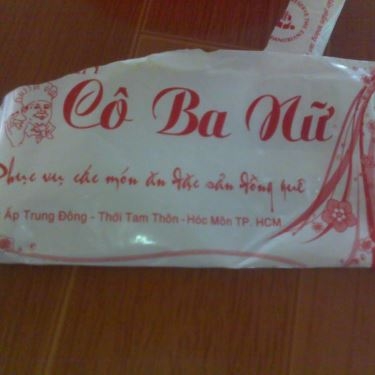 Cô Ba Nữ
Phục vụ các món ăn đặc sản đồng quê
Ấp Trung Đông - Thới Tam Thôn - Hóc Môn TP. HCM